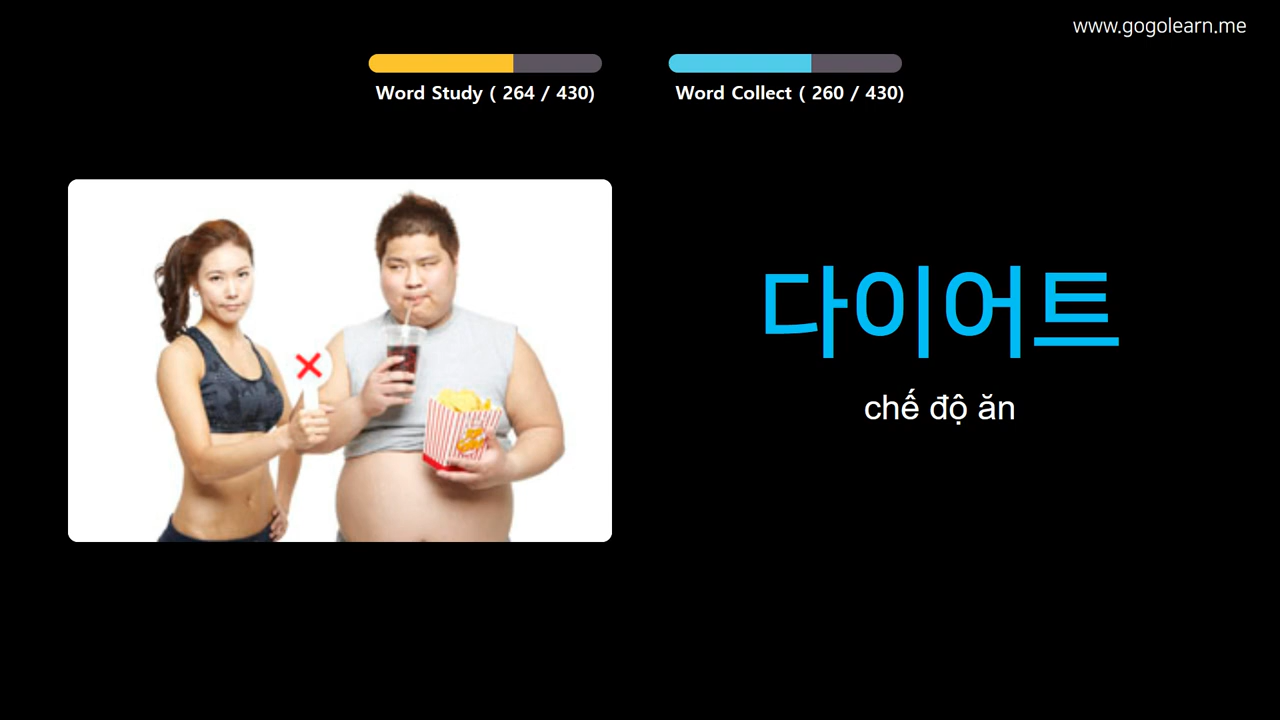 www.gogolearn.me
Word Study ( 264 / 430)
Word Collect ( 260 / 430)
다이어트
chế độ ăn